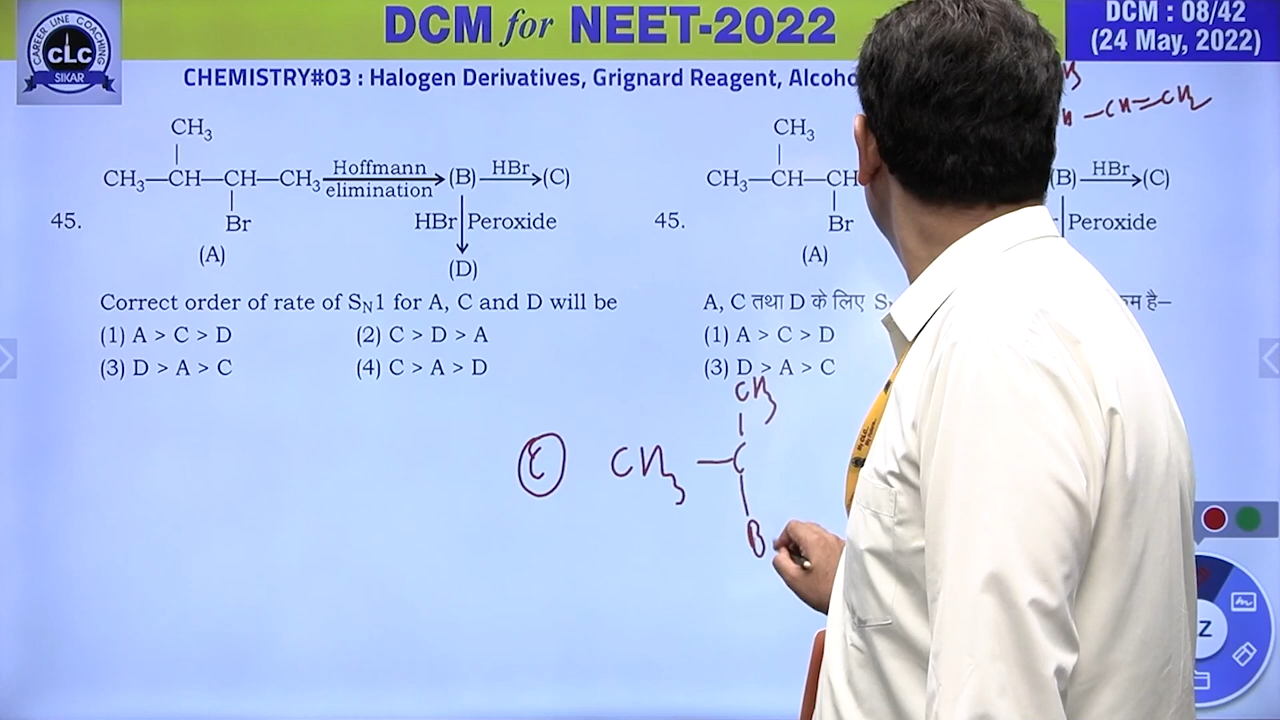 DCM for NEET-2022
DCM : 08/42
(24 May, 2022)
CAREER LINE COACHING
CLC
SIKAR
CHEMISTRY#03 : Halogen Derivatives, Grignard Reagent, Alcoho
CH=CH2
CH3
CH3—CH—CH—CH3 Hoffmann elimination (B) HBr (C)
Br
45.
HBr Peroxide
(A)
(D)
Correct order of rate of SN1 for A, C and D will be
(1) A > C > D (2) C > D > A
(3) D > A > C (4) C > A > D
CH3
CH3—CH—CH
(B) HBr (C)
Br
45.
Peroxide
(A)
A, C तथा D के लिए
है—
(1) A > C > D
(3) D > A > C
CH3
C CH3—C
B
Z